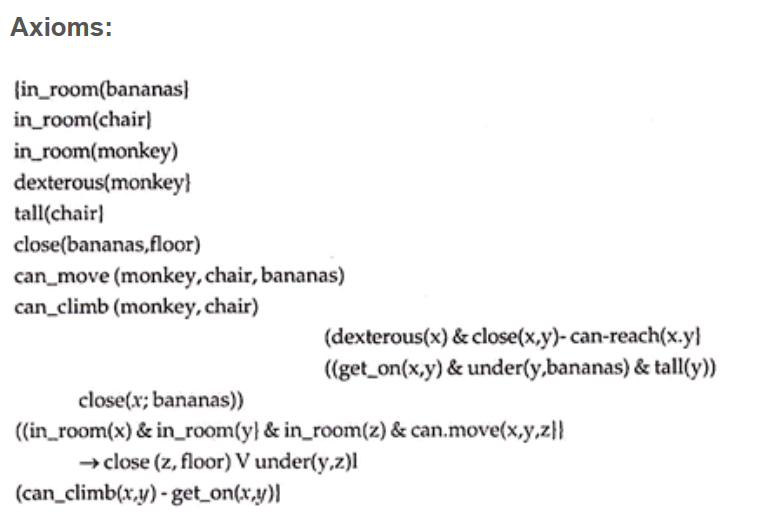 Axioms:
{in_room(bananas}
in_room(chair}
in_room(monkey)
dexterous(monkey}
tall(chair}
close(bananas,floor)
can_move (monkey, chair, bananas)
can_climb (monkey, chair)
(dexterous(x) & close(x,y)- can-reach(x.y}
((get_on(x,y) & under(y,bananas) & tall(y))
close(x; bananas))
((in_room(x) & in_room(y} & in_room(z) & can.move(x,y,z}}
→ close (z, floor) V under(y,z)l
(can_climb(x,y) - get_on(x,y)}